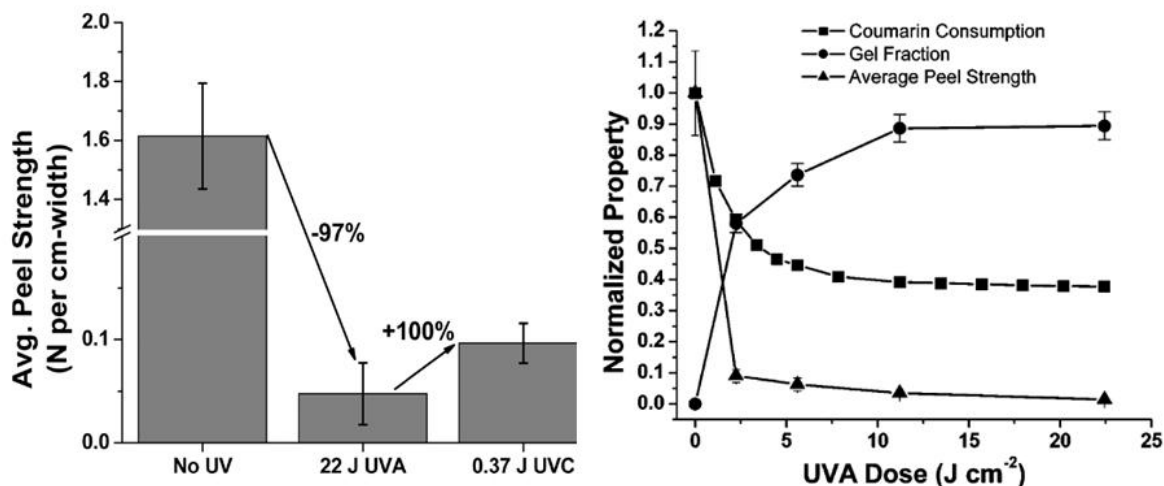 Avg. Peel Strength
(N per cm-width)
2.0
1.8
1.6
1.4
0.1
0.0
-97%
+100%
No UV
22 J UVA
0.37 J UVC
Coumarin Consumption
Gel Fraction
Average Peel Strength
Normalized Property
1.2
1.1
1.0
0.9
0.8
0.7
0.6
0.5
0.4
0.3
0.2
0.1
0.0
0
5
10
15
20
25
UVA Dose (J cm⁻²)